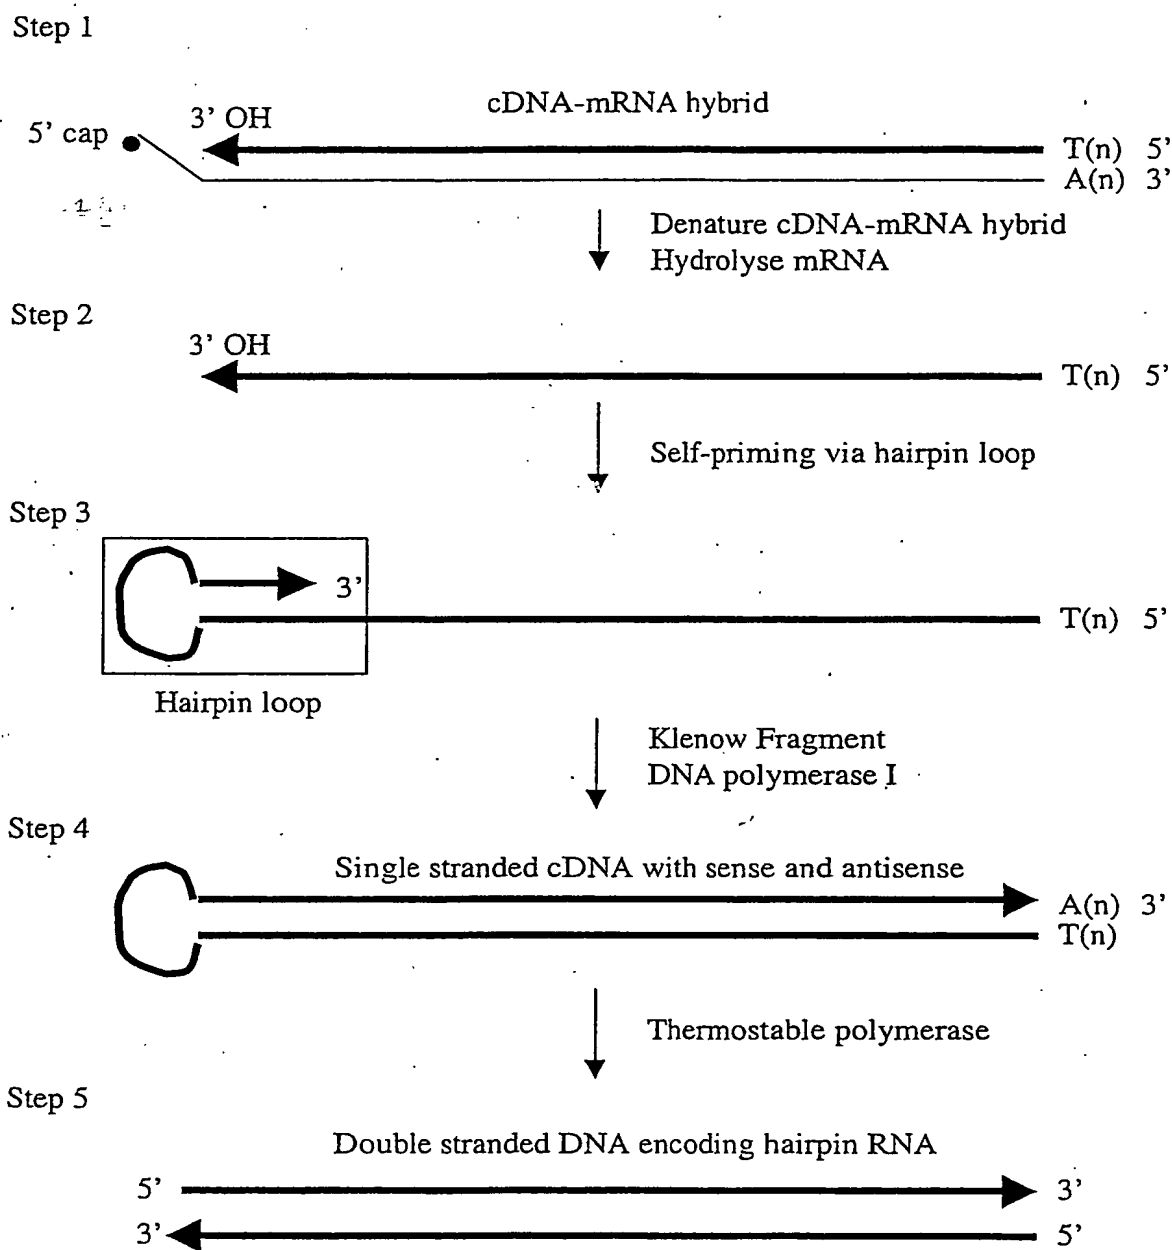 Step 1
cDNA-mRNA hybrid
3' OH
5' cap
T(n) 5'
A(n) 3'
Denature cDNA-mRNA hybrid
Hydrolyse mRNA
Step 2
3' OH
T(n) 5'
Self-priming via hairpin loop
Step 3
3'
T(n) 5'
Hairpin loop
Klenow Fragment
DNA polymerase I
Step 4
Single stranded cDNA with sense and antisense
A(n) 3'
T(n)
Thermostable polymerase
Step 5
Double stranded DNA encoding hairpin RNA
5' 3'
3' 5'